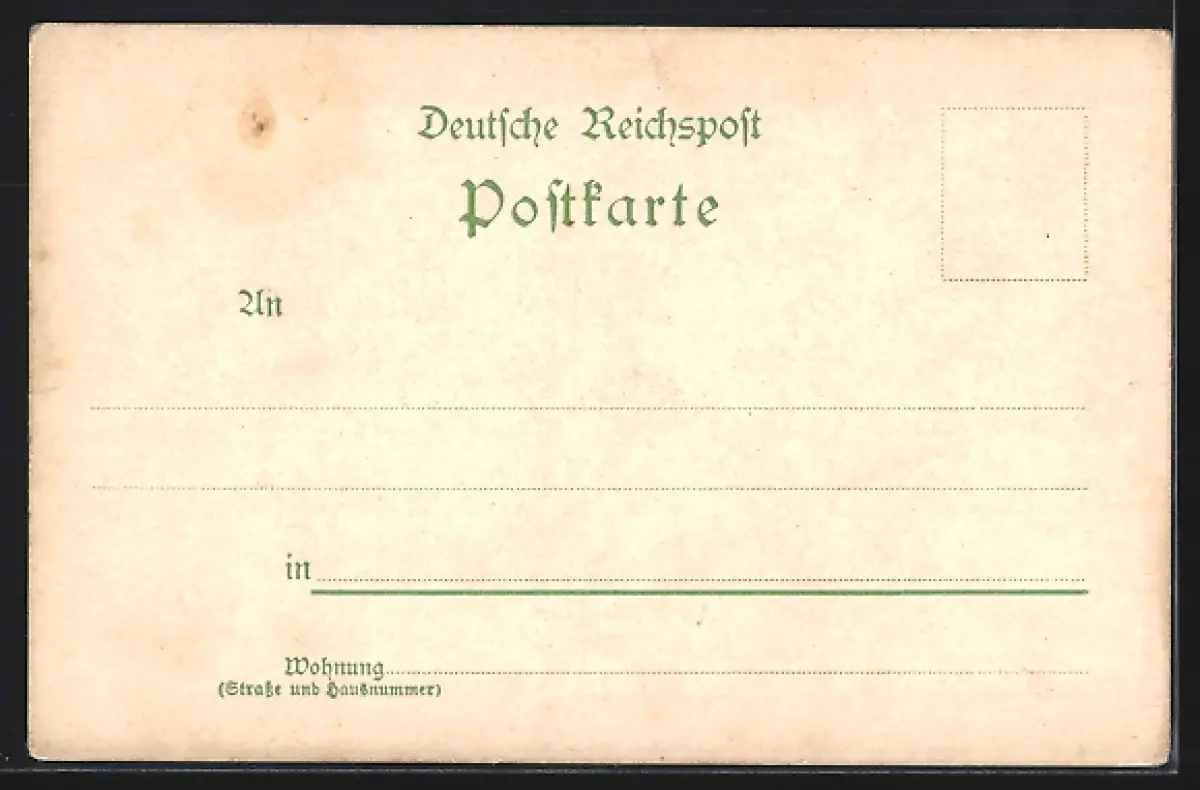 Deutſche Reichspoſt
Poſtkarte
An
in
Wohnung
(Straße und Hausnummer)